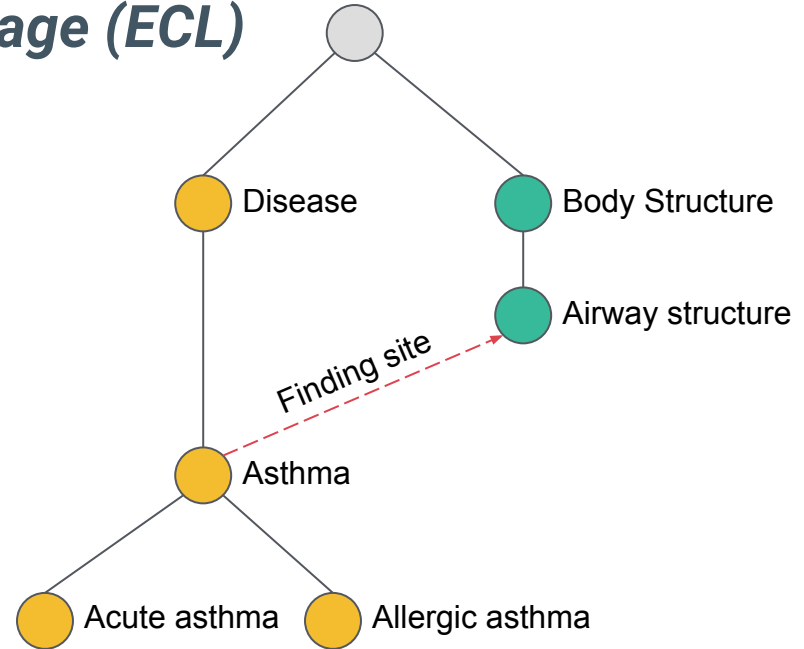 age (ECL)
Disease
Body Structure
Airway structure
Finding site
Asthma
Acute asthma
Allergic asthma